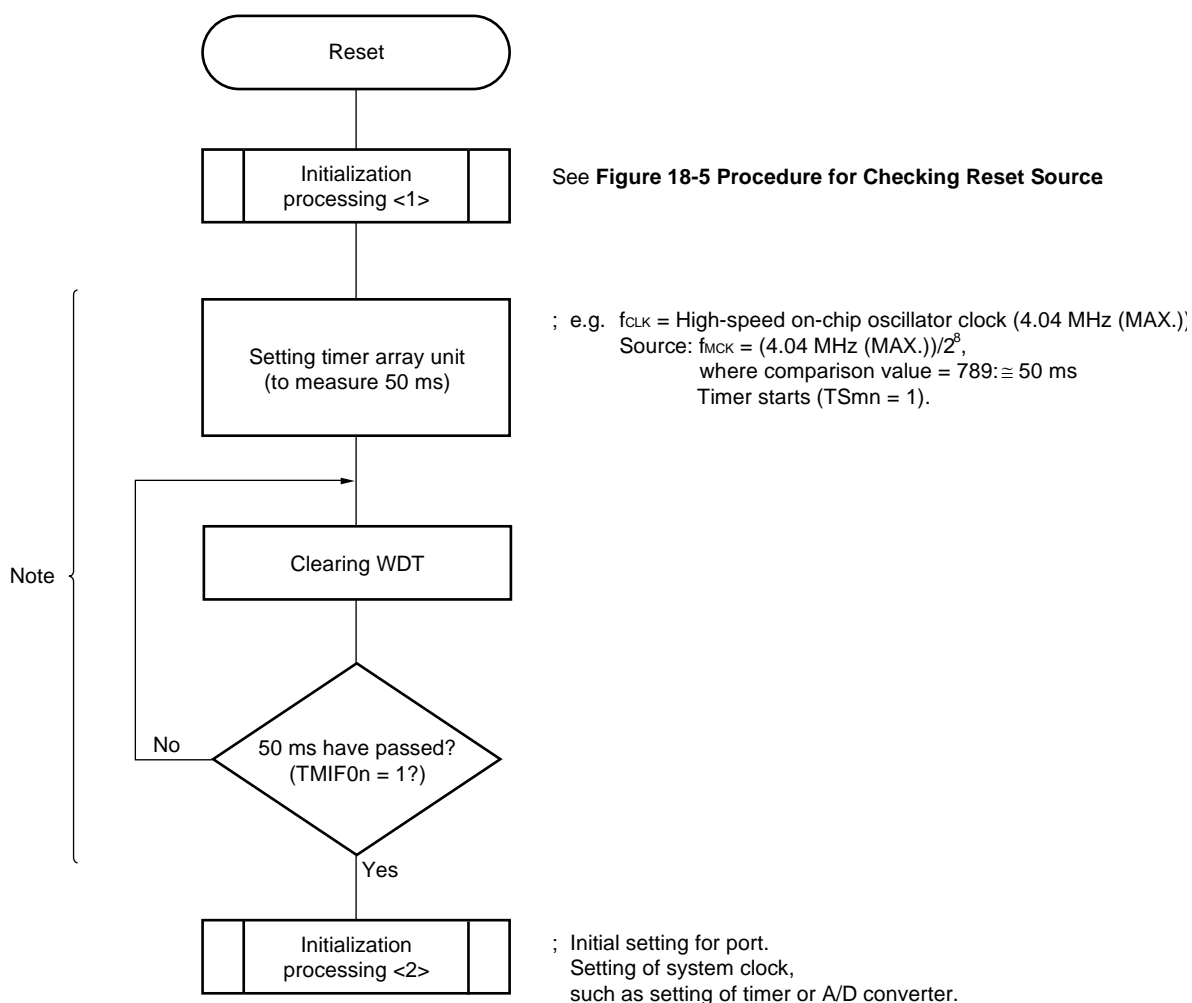 Reset
Initialization
processing <1>
See Figure 18-5 Procedure for Checking Reset Source
Setting timer array unit
(to measure 50 ms)
; e.g. fCLK = High-speed on-chip oscillator clock (4.04 MHz (MAX.))
Source: fMCK = (4.04 MHz (MAX.))/2⁸,
where comparison value = 789: ≅ 50 ms
Timer starts (TSmn = 1).
Clearing WDT
Note
No
50 ms have passed?
(TMIF0n = 1?)
Yes
Initialization
processing <2>
; Initial setting for port.
Setting of system clock,
such as setting of timer or A/D converter.